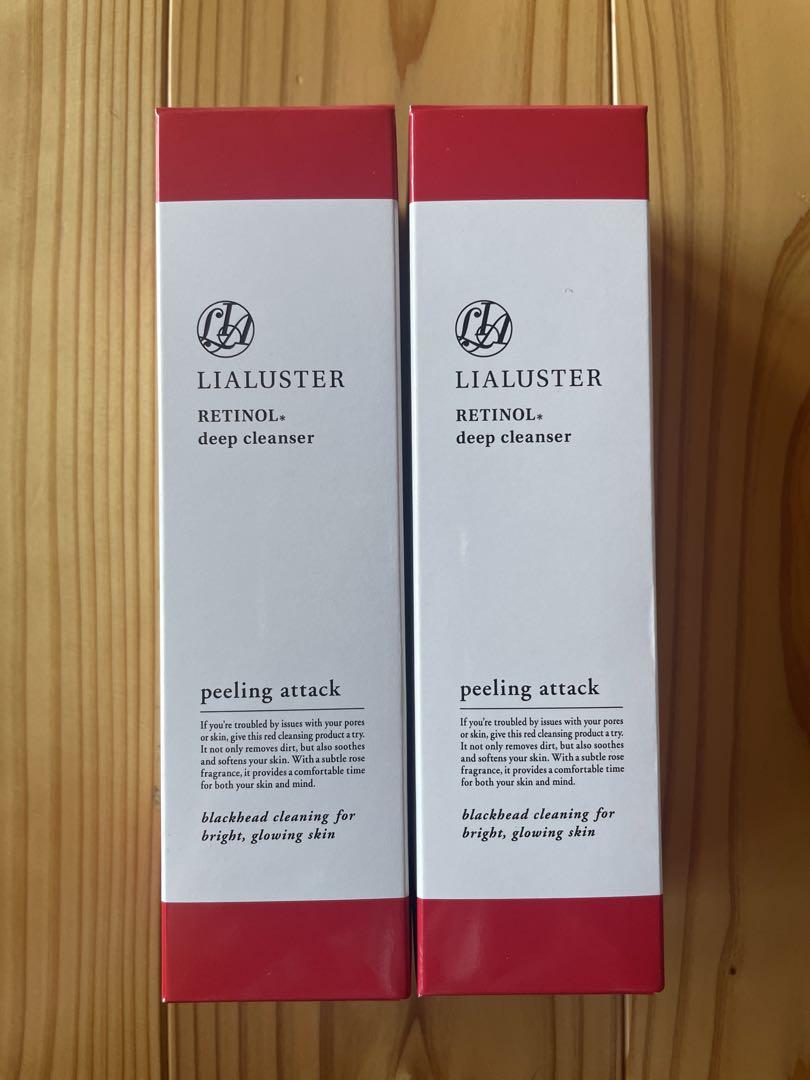 LIA
LIALUSTER
RETINOL*
deep cleanser
peeling attack
If you're troubled by issues with your pores
or skin, give this red cleansing product a try.
It not only removes dirt, but also soothes
and softens your skin. With a subtle rose
fragrance, it provides a comfortable time
for both your skin and mind.
blackhead cleaning for
bright, glowing skin
LIA
LIALUSTER
RETINOL*
deep cleanser
peeling attack
If you're troubled by issues with your pores
or skin, give this red cleansing product a try.
It not only removes dirt, but also soothes
and softens your skin. With a subtle rose
fragrance, it provides a comfortable time
for both your skin and mind.
blackhead cleaning for
bright, glowing skin